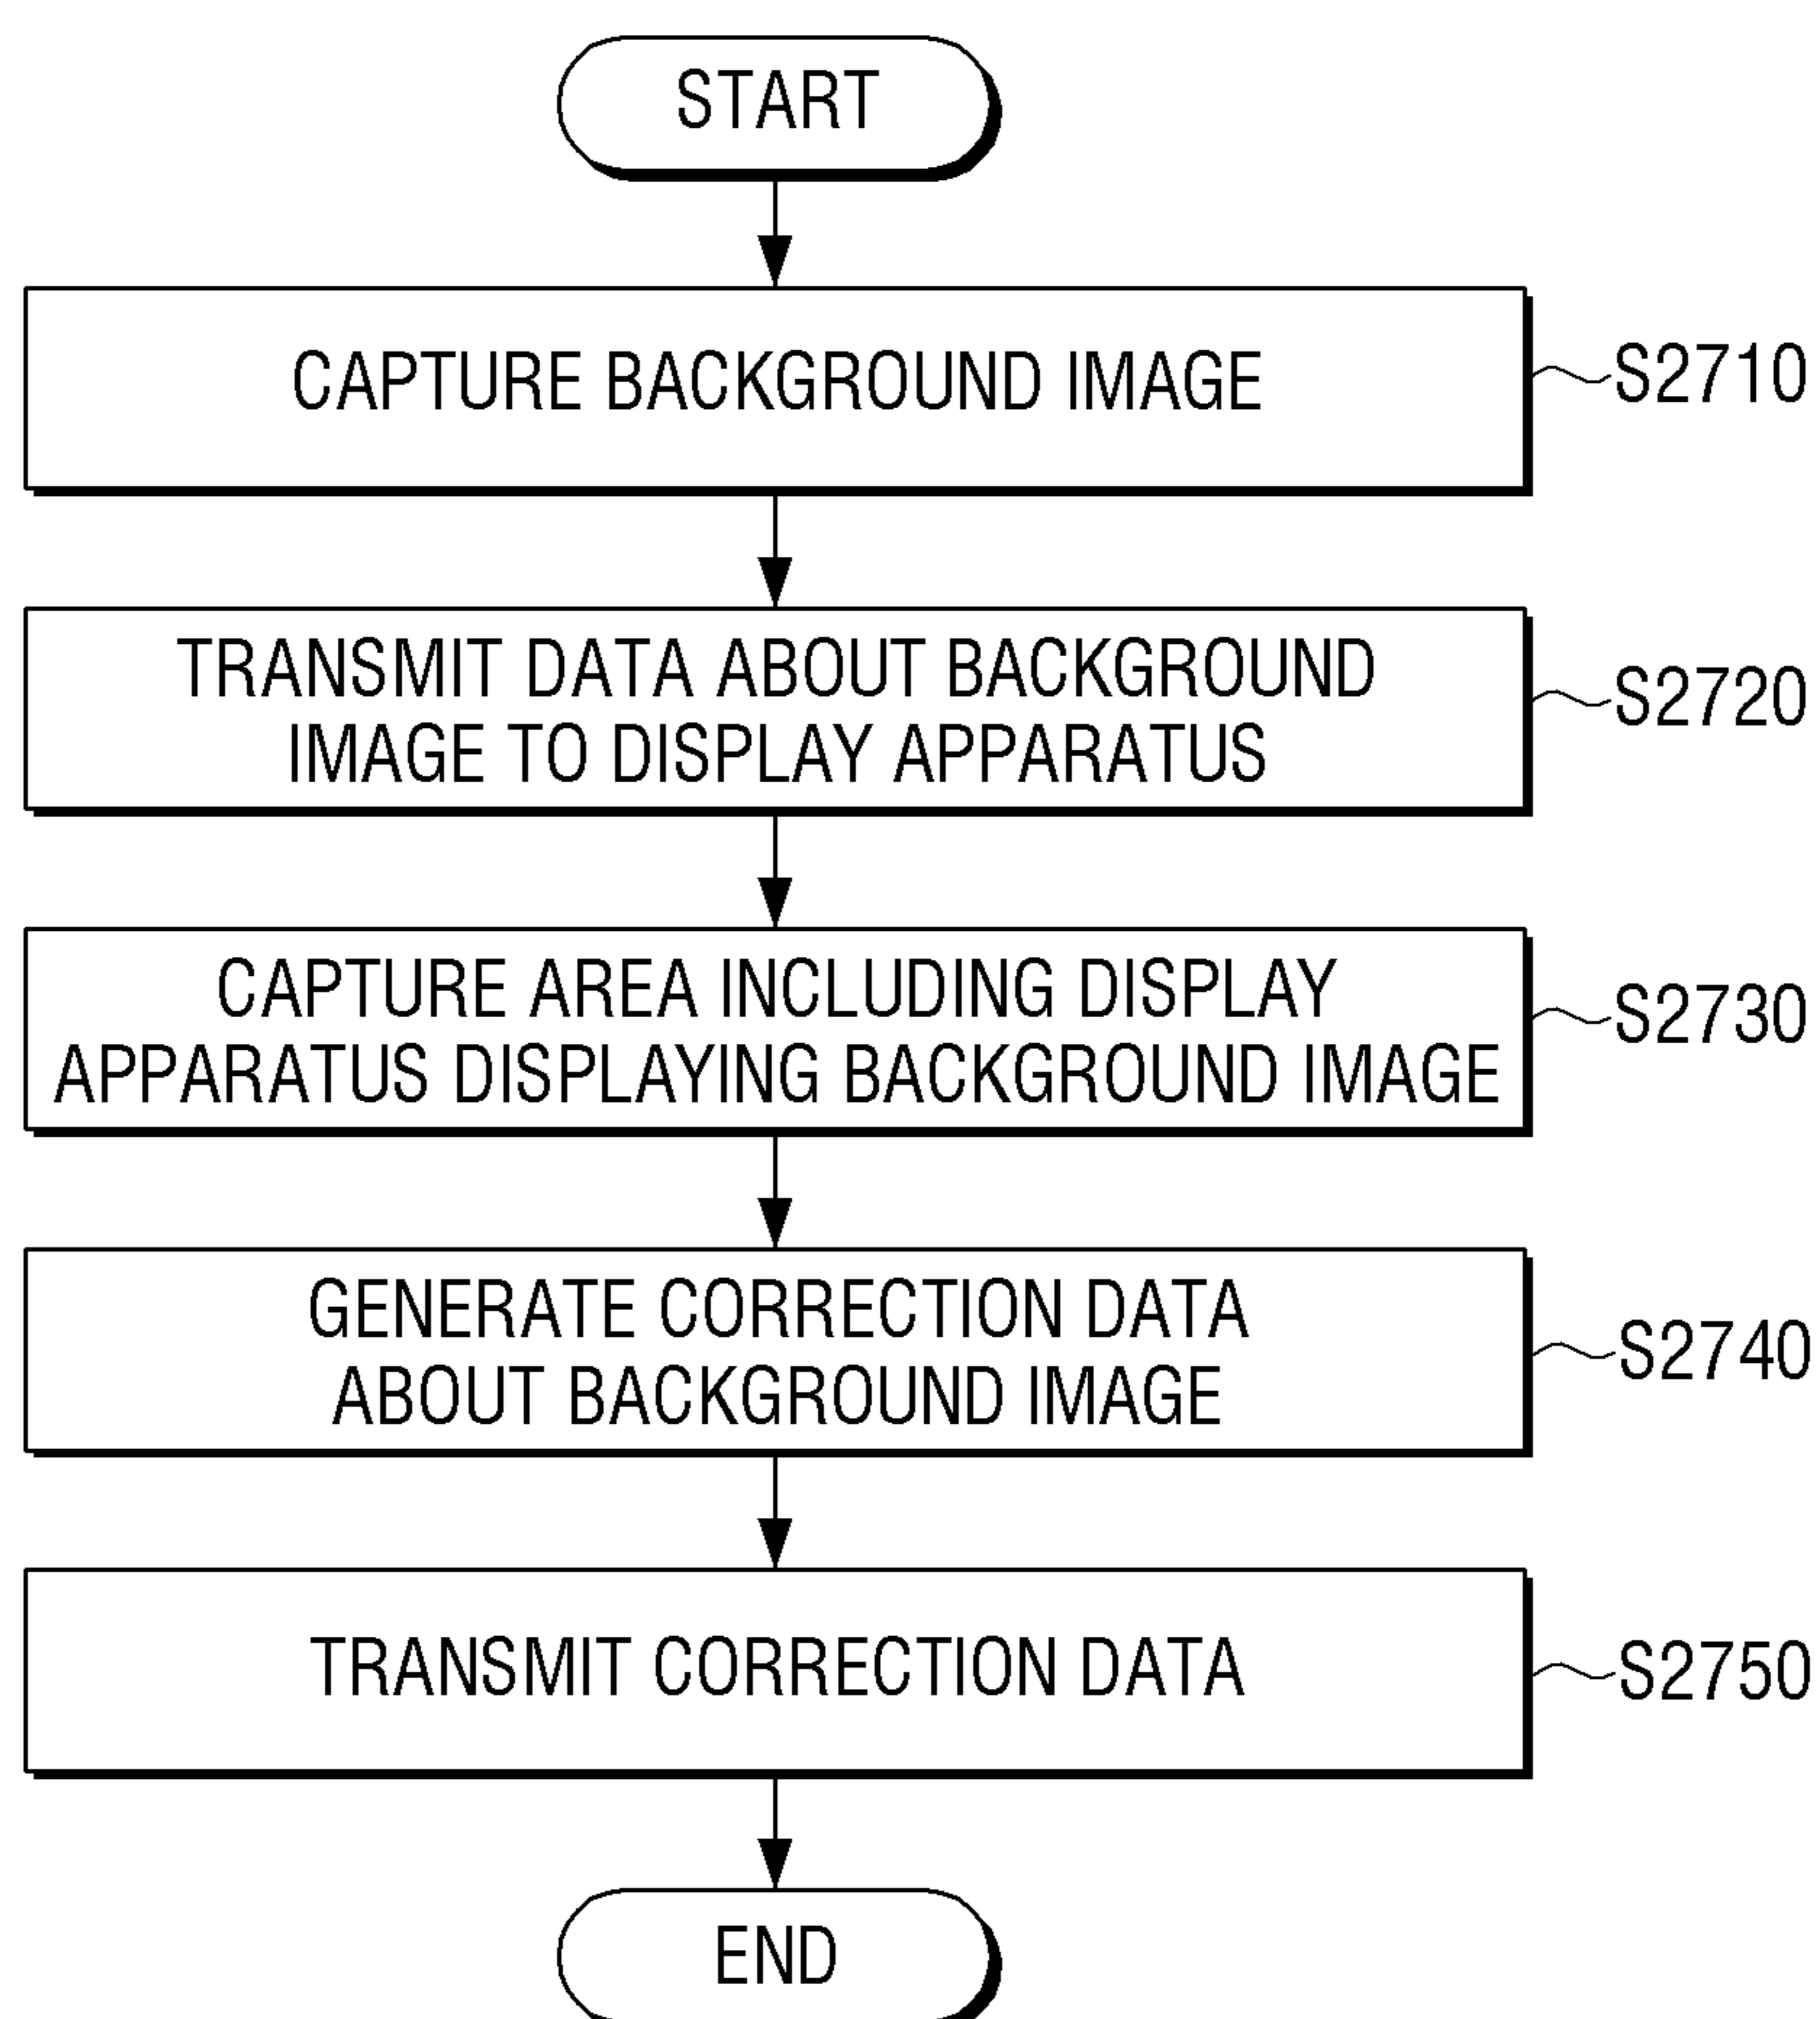 START
CAPTURE BACKGROUND IMAGE
S2710
TRANSMIT DATA ABOUT BACKGROUND
IMAGE TO DISPLAY APPARATUS
S2720
CAPTURE AREA INCLUDING DISPLAY
APPARATUS DISPLAYING BACKGROUND IMAGE
S2730
GENERATE CORRECTION DATA
ABOUT BACKGROUND IMAGE
S2740
TRANSMIT CORRECTION DATA
S2750
END